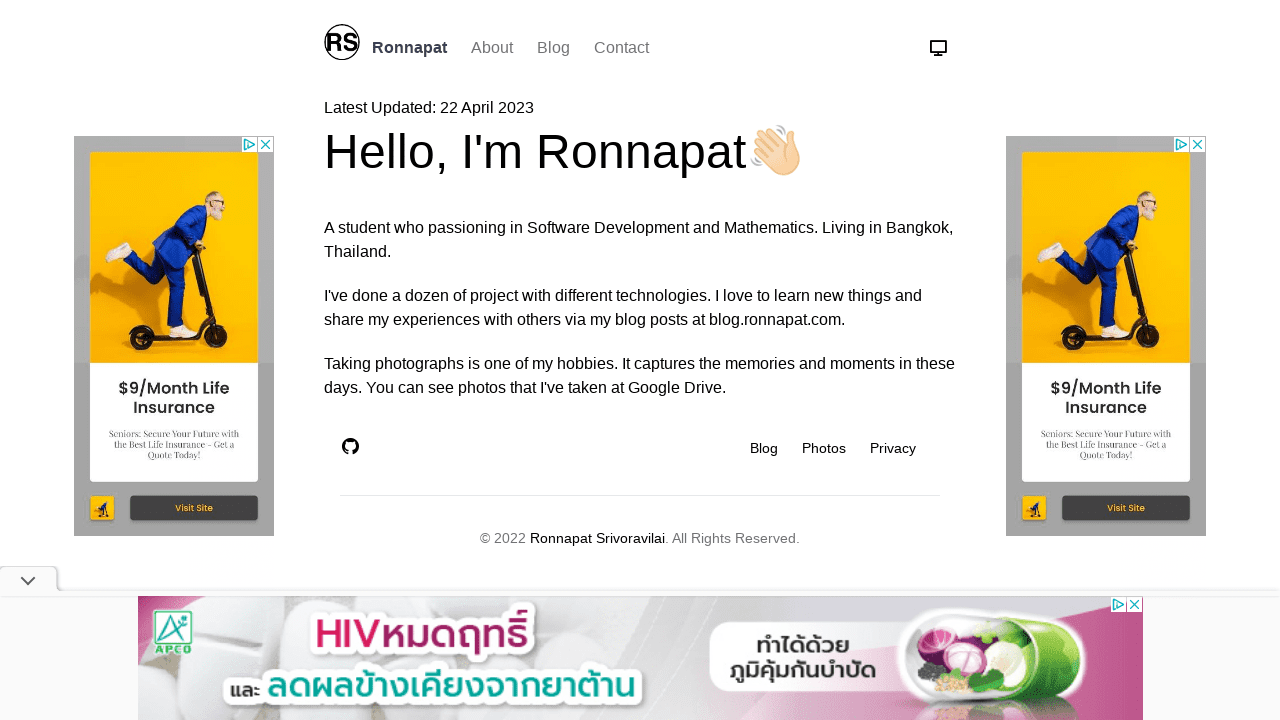 RS
Ronnapat
About
Blog
Contact
Latest Updated: 22 April 2023
Hello, I'm Ronnapat👋🏻
A student who passioning in Software Development and Mathematics. Living in Bangkok,
Thailand.
I've done a dozen of project with different technologies. I love to learn new things and
share my experiences with others via my blog posts at blog.ronnapat.com.
Taking photographs is one of my hobbies. It captures the memories and moments in these
days. You can see photos that I've taken at Google Drive.
Blog
Photos
Privacy
© 2022 Ronnapat Srivoravilai. All Rights Reserved.
$9/Month Life
Insurance
Seniors: Secure Your Future with
the Best Life Insurance - Get a
Quote Today!
Visit Site
$9/Month Life
Insurance
Seniors: Secure Your Future with
the Best Life Insurance - Get a
Quote Today!
Visit Site
APCO
HIVหมดฤทธิ์
และ ลดผลข้างเคียงจากยาต้าน
ทำได้ด้วย
ภูมิคุ้มกันบำบัด